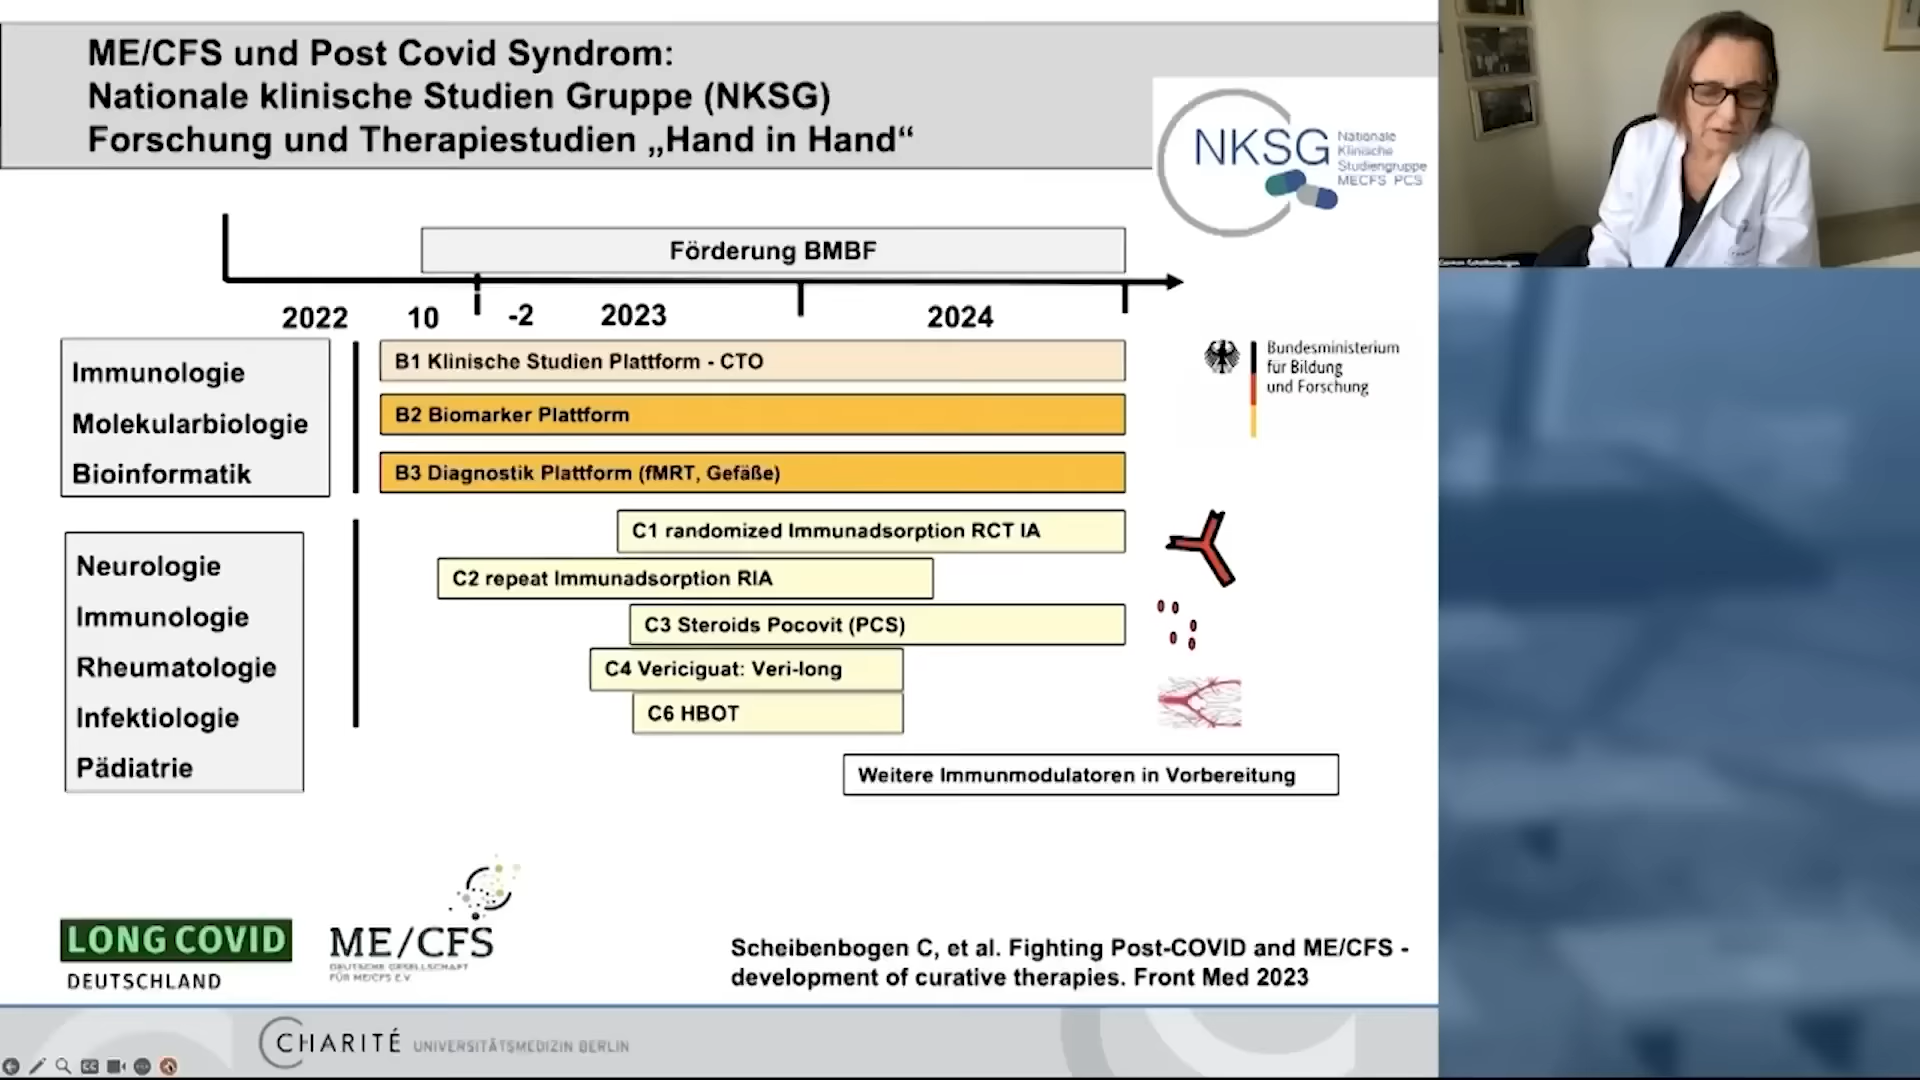 ME/CFS und Post Covid Syndrom:
Nationale klinische Studien Gruppe (NKSG)
Forschung und Therapiestudien „Hand in Hand“
NKSG
Nationale
Klinische
Studiengruppe
MECFS PCS
Förderung BMBF
2022 10 -2 2023 2024
Immunologie
Molekularbiologie
Bioinformatik
B1 Klinische Studien Plattform - CTO
B2 Biomarker Plattform
B3 Diagnostik Plattform (fMRT, Gefäße)
Bundesministerium
für Bildung
und Forschung
Neurologie
Immunologie
Rheumatologie
Infektiologie
Pädiatrie
C1 randomized Immunadsorption RCT IA
C2 repeat Immunadsorption RIA
C3 Steroids Pocovit (PCS)
C4 Vericiguat: Veri-long
C6 HBOT
Weitere Immunmodulatoren in Vorbereitung
LONG COVID
DEUTSCHLAND
ME/CFS
DEUTSCHE GESELLSCHAFT
FÜR ME/CFS E.V.
Scheibenbogen C, et al. Fighting Post-COVID and ME/CFS -
development of curative therapies. Front Med 2023
CHARITÉ UNIVERSITÄTSMEDIZIN BERLIN
Carmen Scheibenbogen